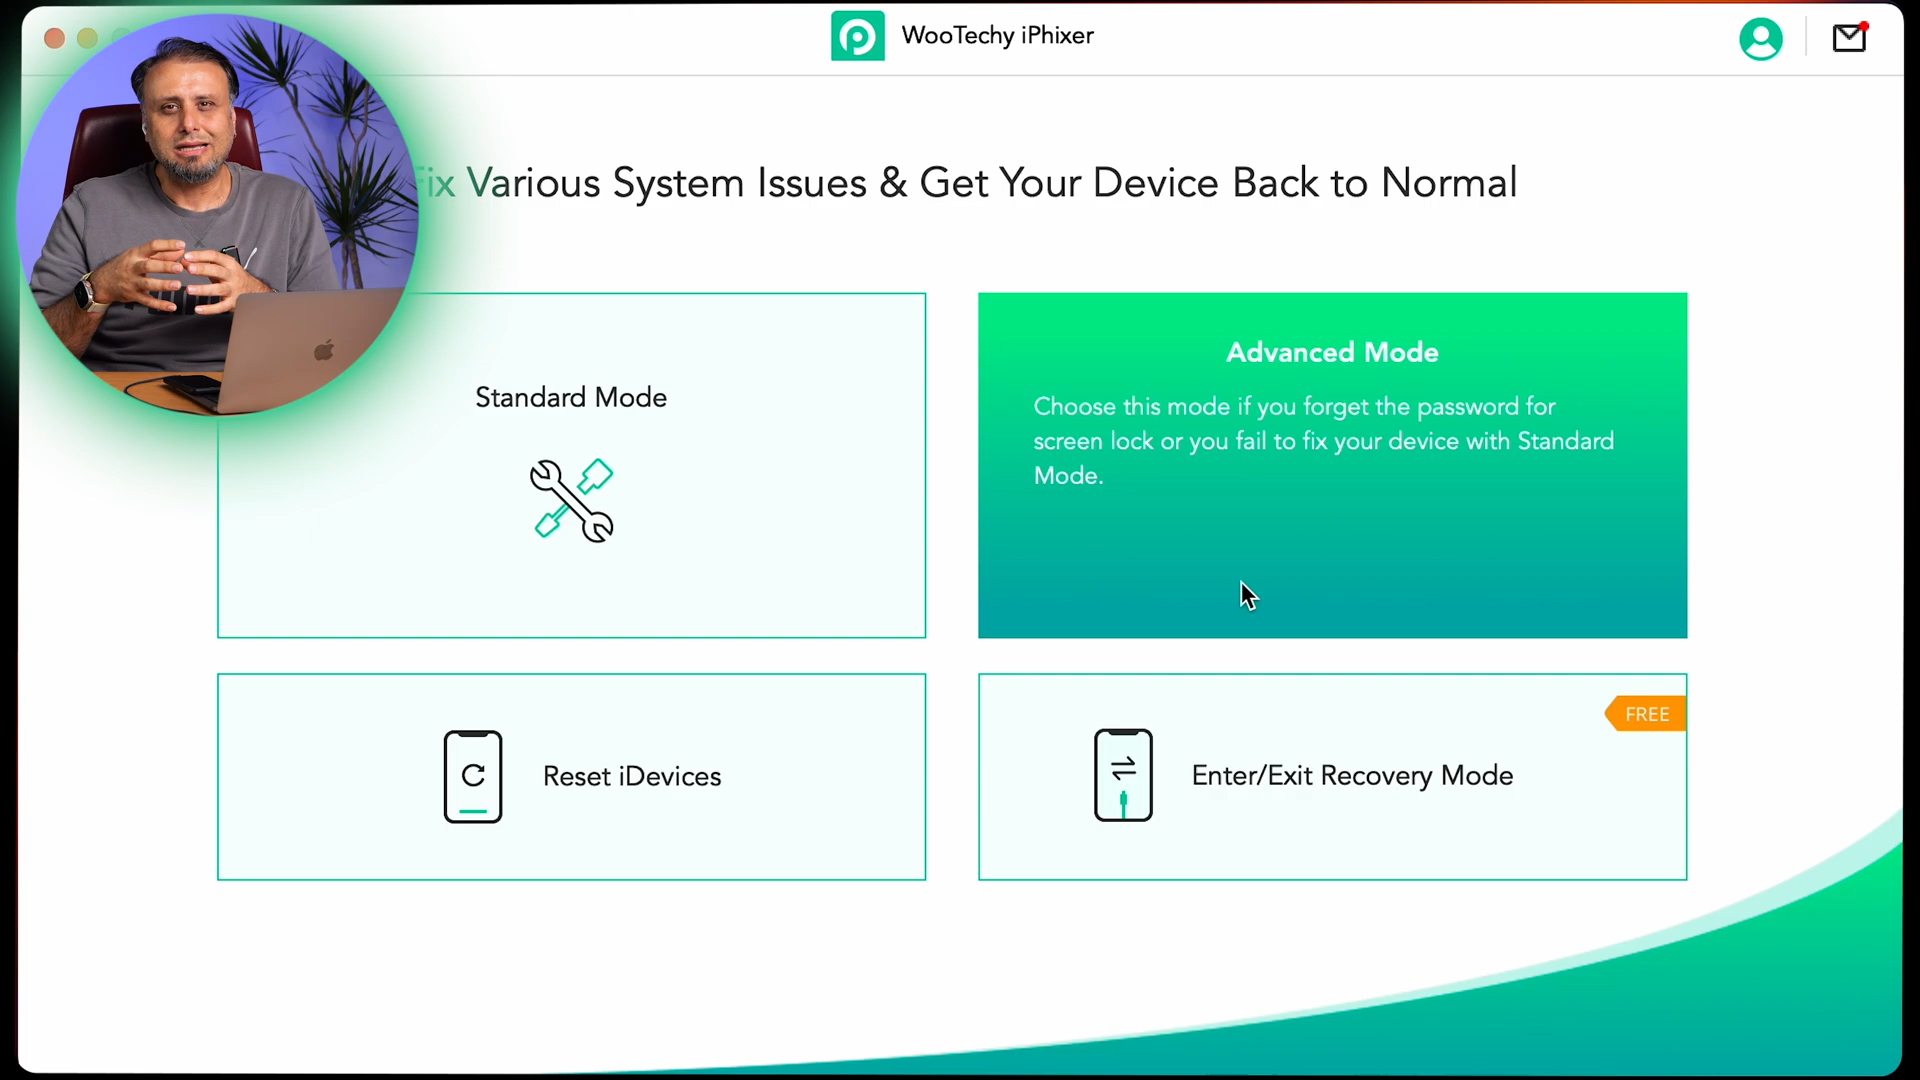 WooTechy iPhixer
Fix Various System Issues & Get Your Device Back to Normal
Standard Mode
Advanced Mode
Choose this mode if you forget the password for
screen lock or you fail to fix your device with Standard
Mode.
Reset iDevices
FREE
Enter/Exit Recovery Mode